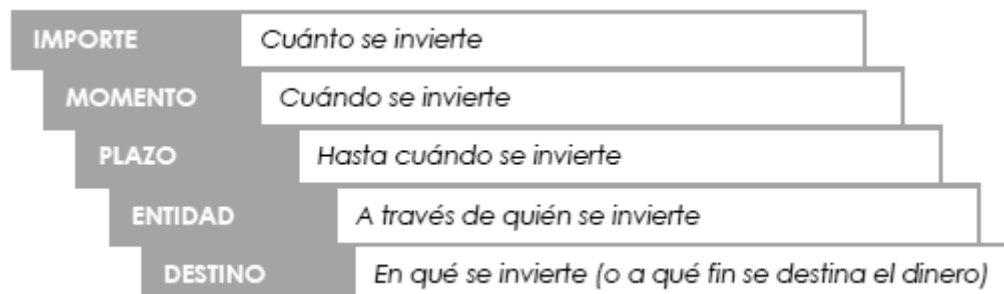 IMPORTE Cuánto se invierte
MOMENTO Cuándo se invierte
PLAZO Hasta cuándo se invierte
ENTIDAD A través de quién se invierte
DESTINO En qué se invierte (o a qué fin se destina el dinero)